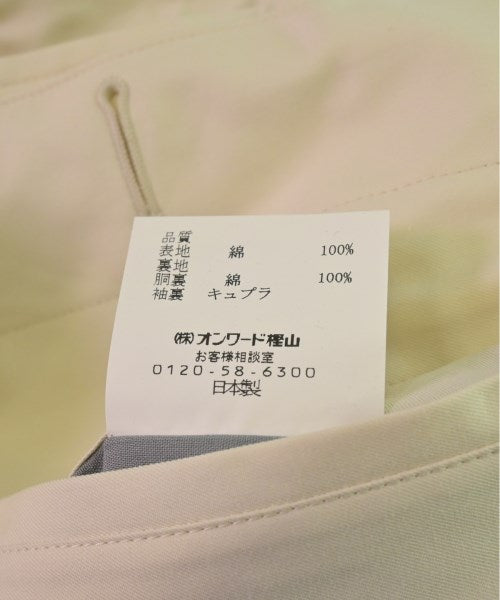 品質
表地 綿 100%
裏地
胴裏 綿 100%
袖裏 キュプラ
(株)オンワード樫山
お客様相談室
0120-58-6300
日本製